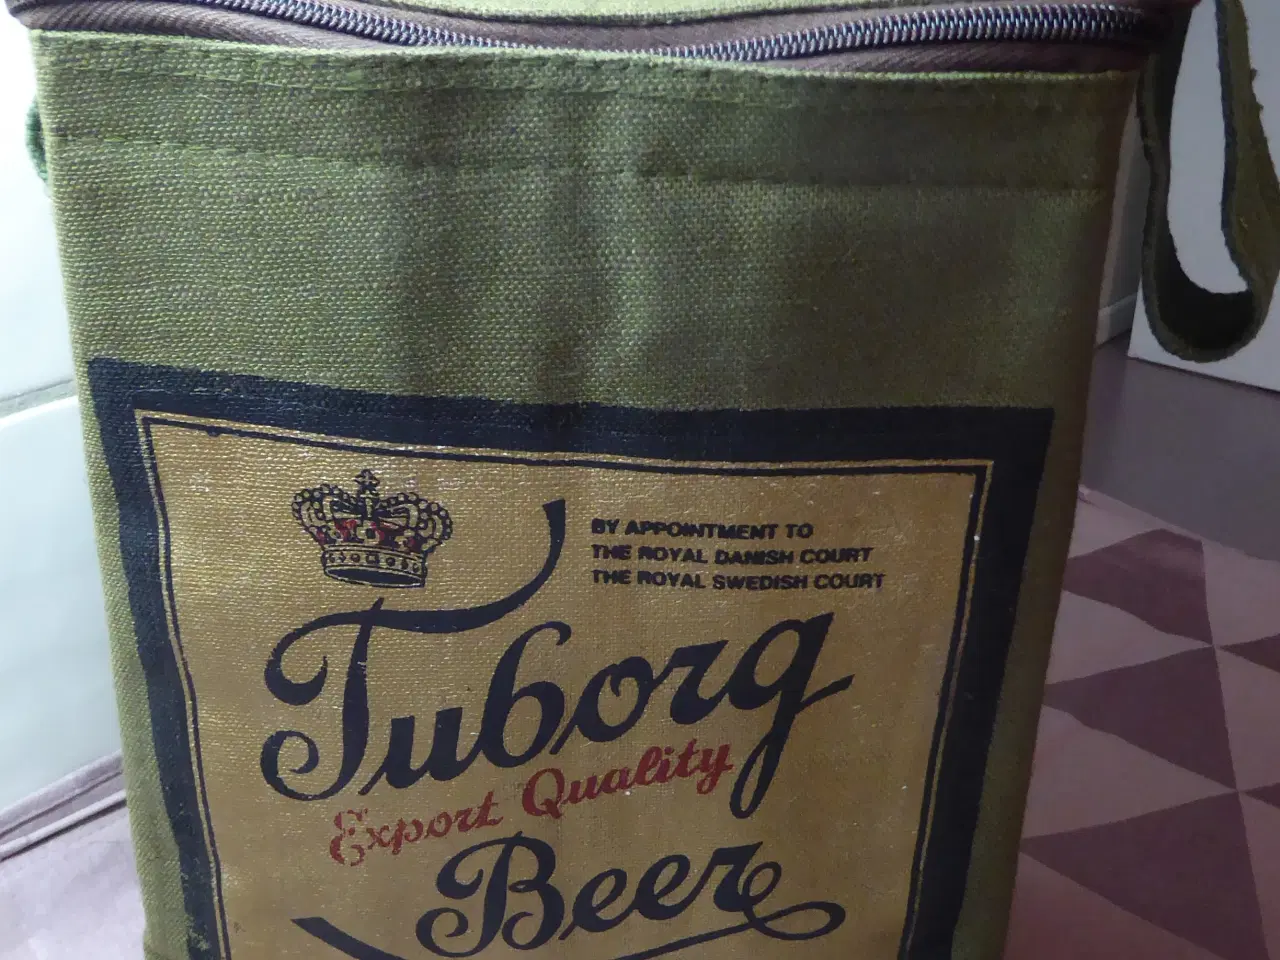 BY APPOINTMENT TO
THE ROYAL DANISH COURT
THE ROYAL SWEDISH COURT
Tuborg
Export Quality
Beer